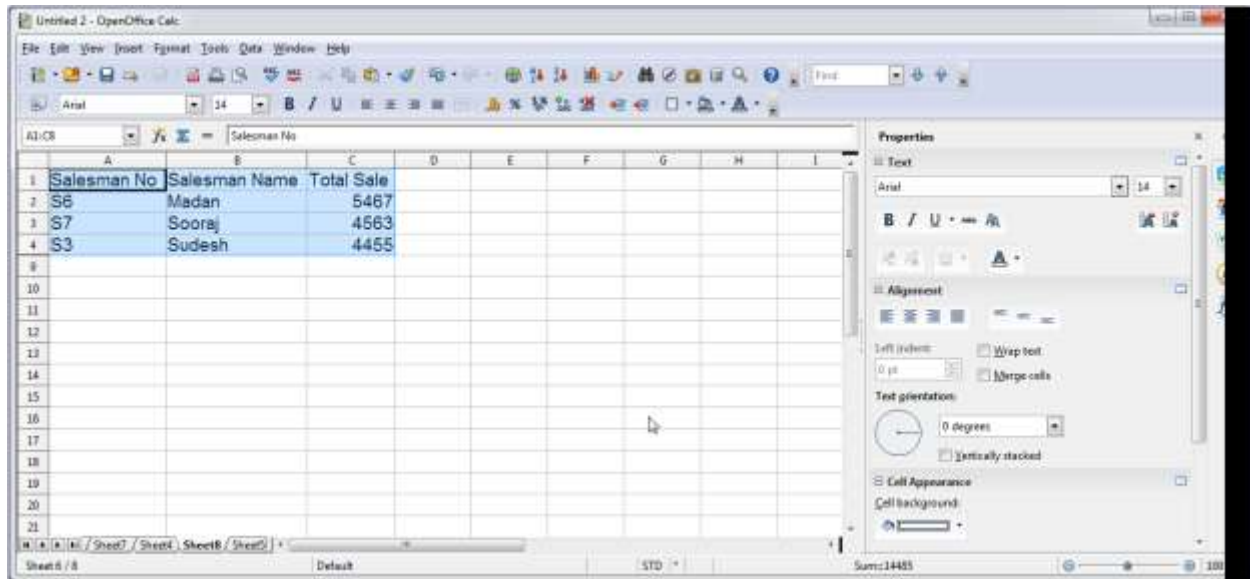 Untitled 2 - OpenOffice Calc
File Edit View Insert Format Tools Data Window Help
Find
Arial 14 B I U
A1:C8 Salesman No
Properties
A B C D E F G H I
Text
1 Salesman No Salesman Name Total Sale
Arial 14
2 S6 Madan 5467
3 S7 Sooraj 4563
B I U
4 S3 Sudesh 4455
9
10
Alignment
11
12
13
Left indent: Wrap text
14
0 pt Merge cells
15
Text orientation:
16
0 degrees
17
18
Vertically stacked
19
Cell Appearance
20
Cell background:
21
Sheet7 Sheet4 Sheet8 Sheet5
Sheet 6 / 8 Default STD * Sum=14485 100